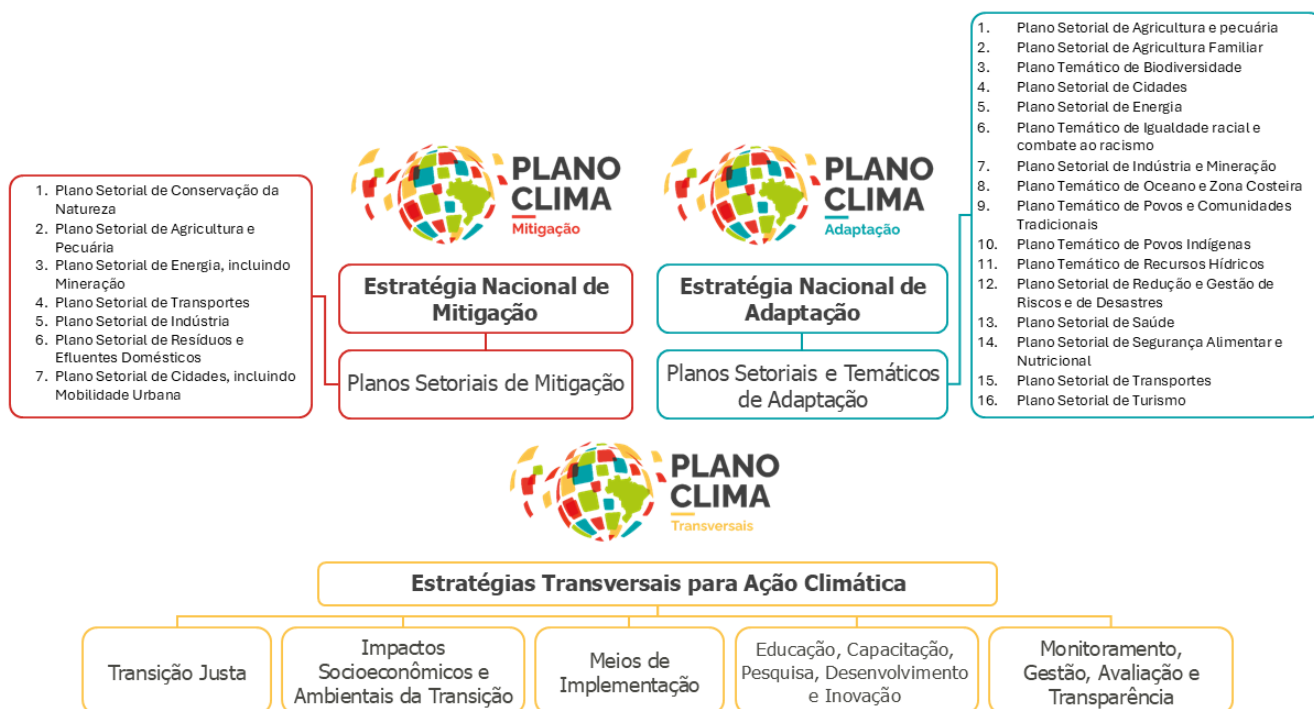 1. Plano Setorial de Conservação da
Natureza
2. Plano Setorial de Agricultura e
Pecuária
3. Plano Setorial de Energia, incluindo
Mineração
4. Plano Setorial de Transportes
5. Plano Setorial de Indústria
6. Plano Setorial de Resíduos e
Efluentes Domésticos
7. Plano Setorial de Cidades, incluindo
Mobilidade Urbana
PLANO
CLIMA
Mitigação
Estratégia Nacional de
Mitigação
Planos Setoriais de Mitigação
PLANO
CLIMA
Adaptação
Estratégia Nacional de
Adaptação
Planos Setoriais e Temáticos
de Adaptação
1. Plano Setorial de Agricultura e pecuária
2. Plano Setorial de Agricultura Familiar
3. Plano Temático de Biodiversidade
4. Plano Setorial de Cidades
5. Plano Setorial de Energia
6. Plano Temático de Igualdade racial e
combate ao racismo
7. Plano Setorial de Indústria e Mineração
8. Plano Temático de Oceano e Zona Costeira
9. Plano Temático de Povos e Comunidades
Tradicionais
10. Plano Temático de Povos Indígenas
11. Plano Temático de Recursos Hídricos
12. Plano Setorial de Redução e Gestão de
Riscos e de Desastres
13. Plano Setorial de Saúde
14. Plano Setorial de Segurança Alimentar e
Nutricional
15. Plano Setorial de Transportes
16. Plano Setorial de Turismo
PLANO
CLIMA
Transversais
Estratégias Transversais para Ação Climática
Transição Justa
Impactos
Socioeconômicos e
Ambientais da Transição
Meios de
Implementação
Educação, Capacitação,
Pesquisa, Desenvolvimento
e Inovação
Monitoramento,
Gestão, Avaliação e
Transparência